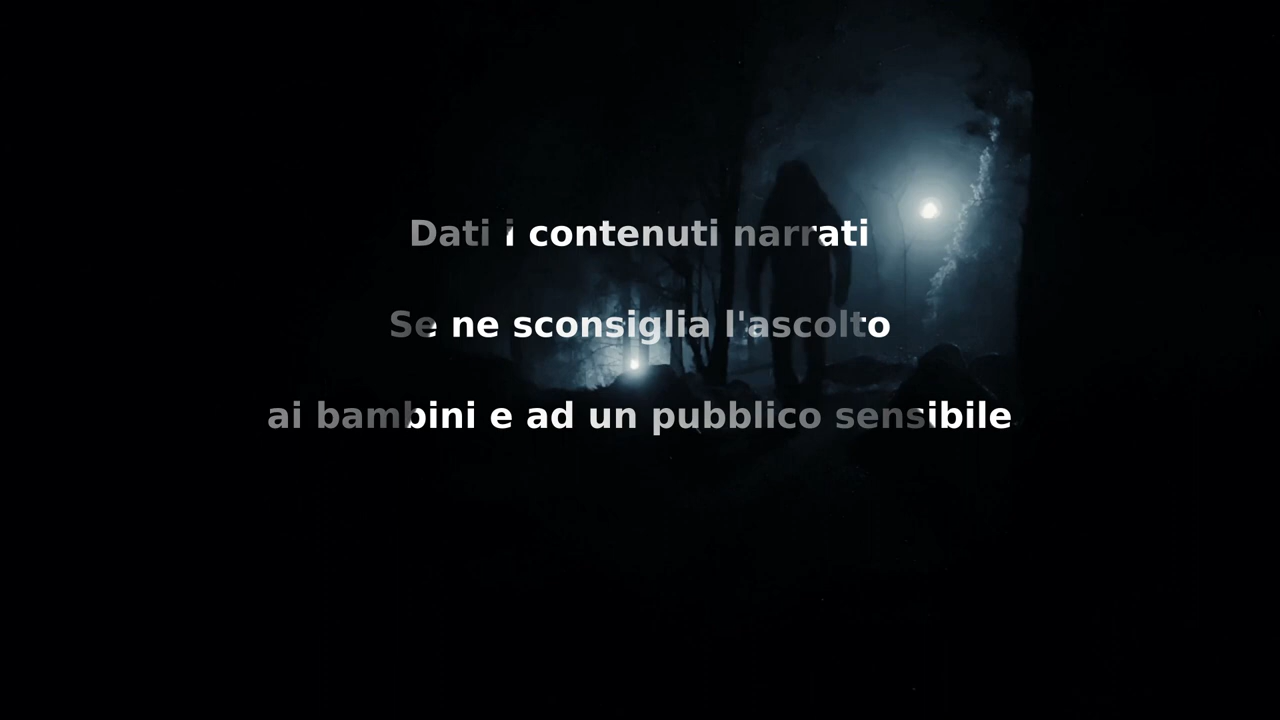 Dati i contenuti narrati
Se ne sconsiglia l'ascolto
ai bambini e ad un pubblico sensibile